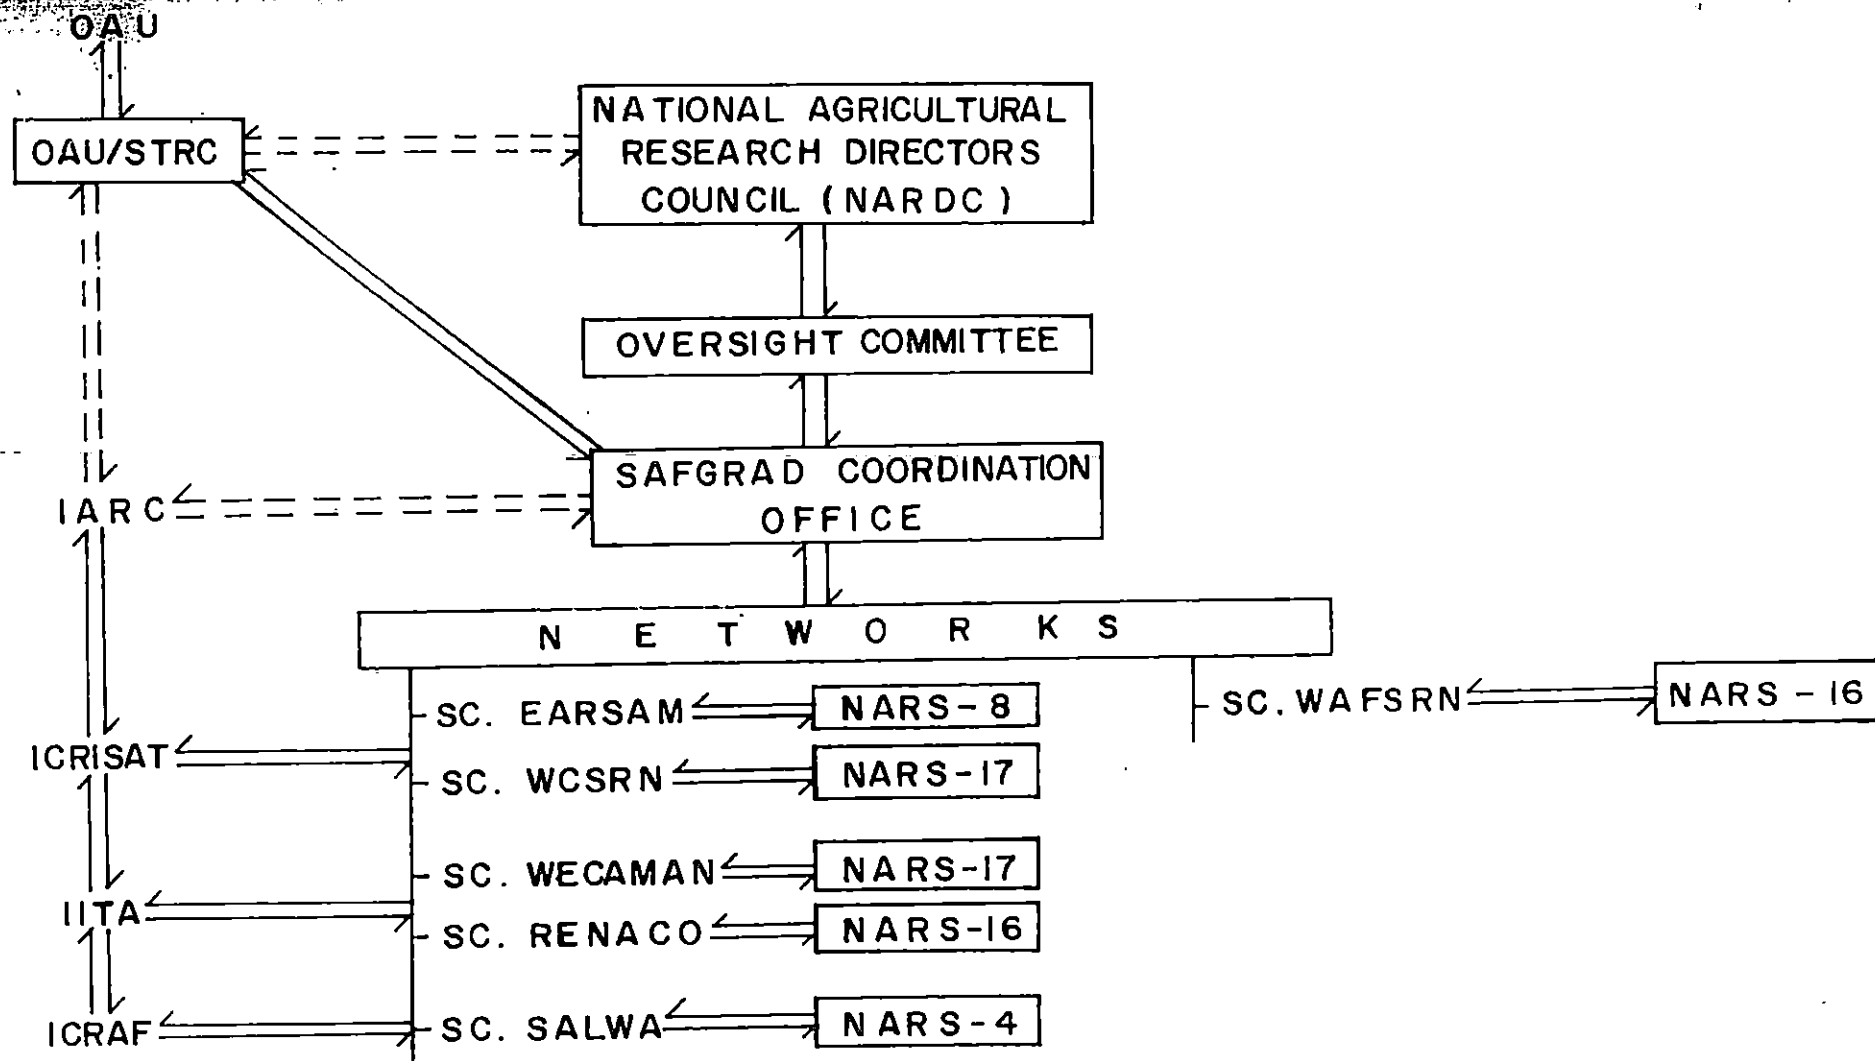 OAU
OAU/STRC
NATIONAL AGRICULTURAL
RESEARCH DIRECTORS
COUNCIL (NARDC)
OVERSIGHT COMMITTEE
SAFGRAD COORDINATION
OFFICE
IARC
NETWORKS
SC. EARSAM
NARS-8
SC. WAFSRN
NARS-16
ICRISAT
SC. WCSRN
NARS-17
SC. WECAMAN
NARS-17
IITA
SC. RENACO
NARS-16
ICRAF
SC. SALWA
NARS-4